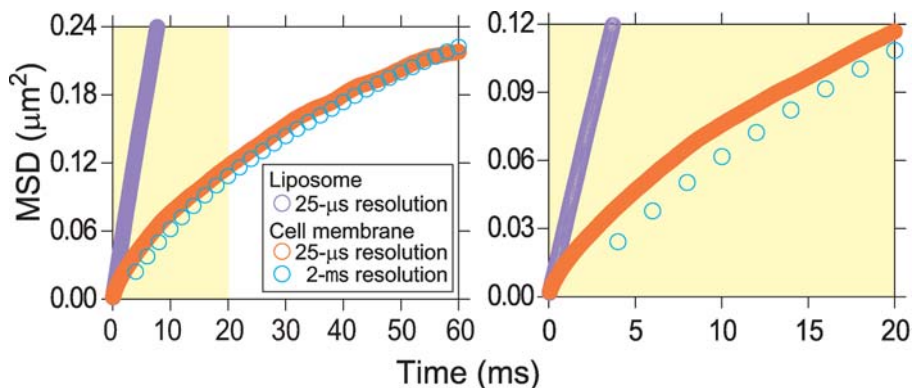 MSD (μm²)
0.24
0.18
0.12
0.06
0.00
0 10 20 30 40 50 60
Liposome
25-μs resolution
Cell membrane
25-μs resolution
2-ms resolution
0.12
0.09
0.06
0.03
0.00
0 5 10 15 20
Time (ms)